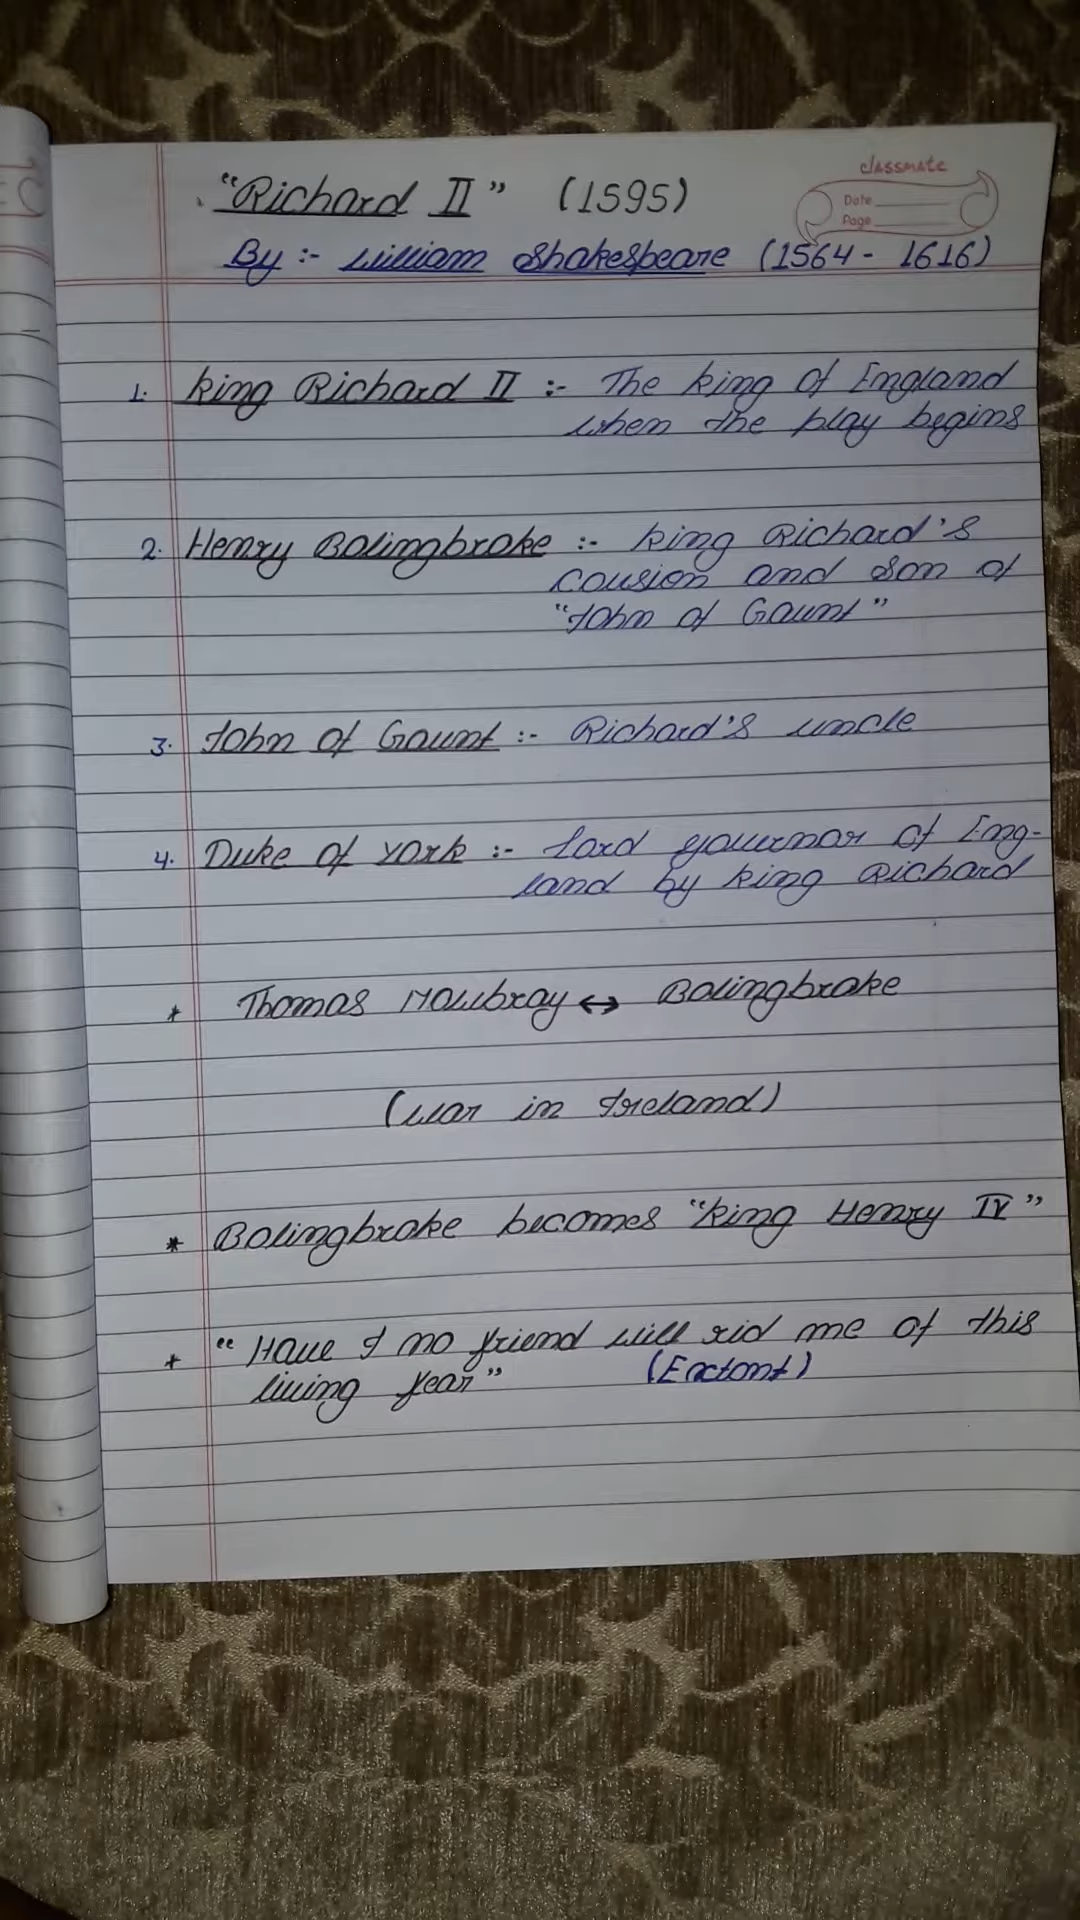 classmate
Date
Page
"Richard II" (1595)
By :- William Shakespeare (1564 - 1616)
1. King Richard II :- The King of England
when the play begins
2. Henry Bolingbroke :- King Richard's
Cousion and Son of
"John of Gaunt"
3. John of Gaunt :- Richard's uncle
4. Duke of York :- Lord governor of Eng-
land by King Richard
* Thomas Mowbray ↔ Bolingbroke
(war in Ireland)
* Bolingbroke becomes "King Henry IV"
* "Have I no friend will rid me of this
living fear" (Exton)